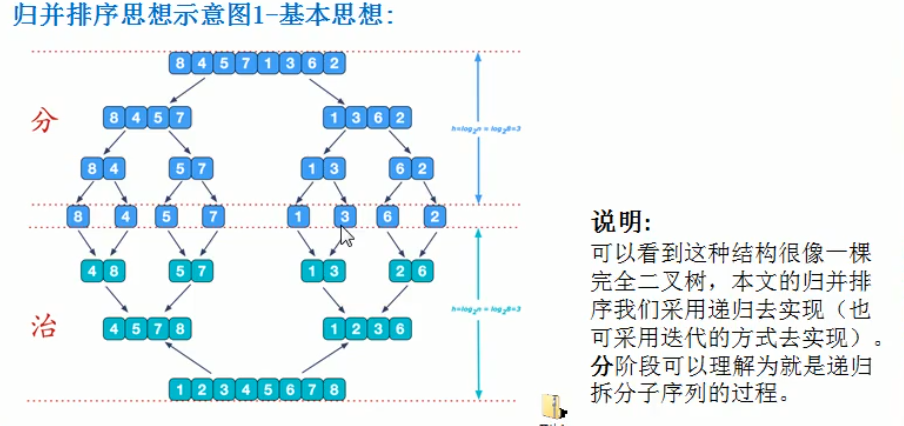 归并排序思想示意图1-基本思想:
8 4 5 7 1 3 6 2
分
8 4 5 7 1 3 6 2
h=log₂n = log₂8=3
8 4 5 7 1 3 6 2
8 4 5 7 1 3 6 2
4 8 5 7 1 3 2 6
h=log₂n = log₂8=3
治
4 5 7 8 1 2 3 6
1 2 3 4 5 6 7 8
说明:
可以看到这种结构很像一棵
完全二叉树，本文的归并排
序我们采用递归去实现（也
可采用迭代的方式去实现）。
分阶段可以理解为就是递归
拆分子序列的过程。